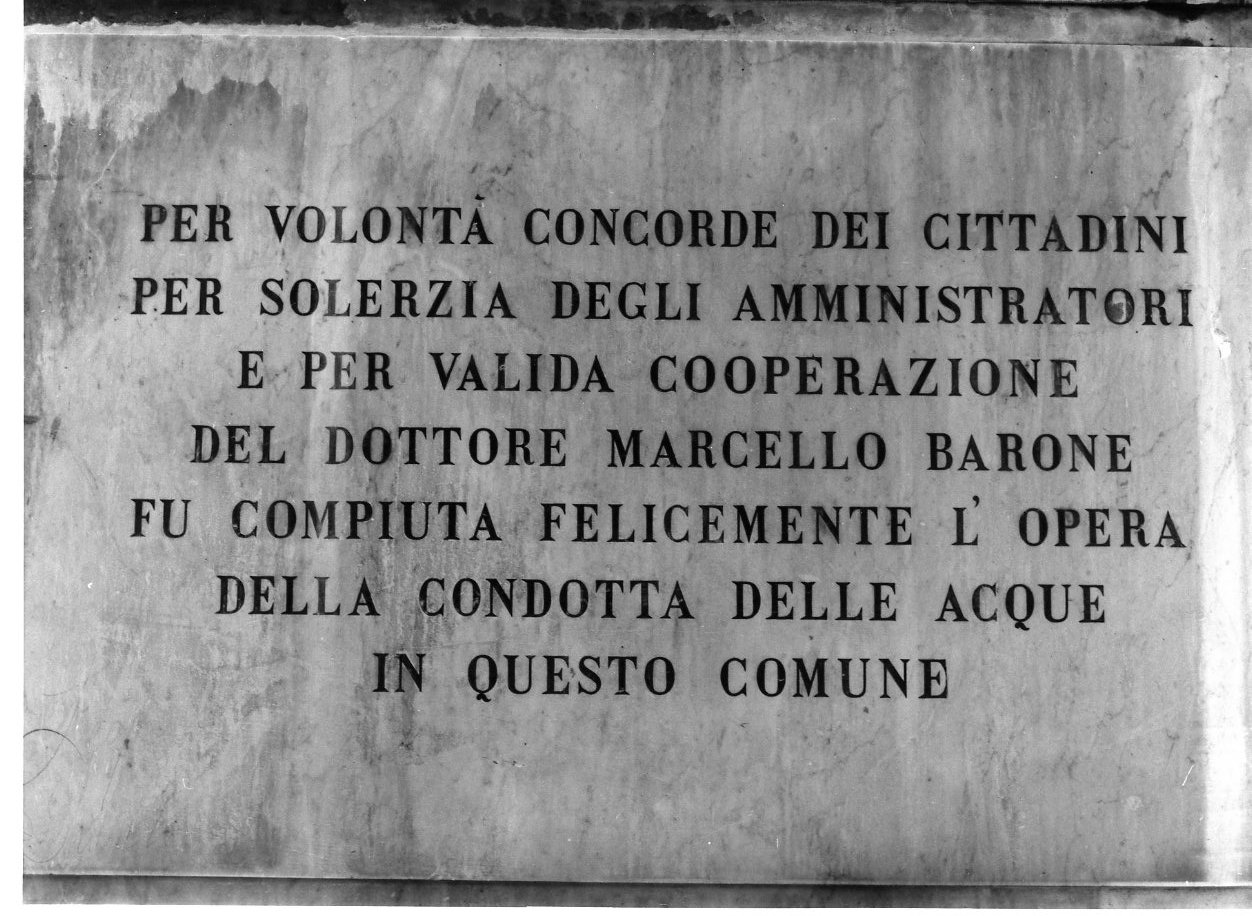 PER VOLONTÀ CONCORDE DEI CITTADINI
PER SOLERZIA DEGLI AMMINISTRATORI
E PER VALIDA COOPERAZIONE
DEL DOTTORE MARCELLO BARONE
FU COMPIUTA FELICEMENTE L' OPERA
DELLA CONDOTTA DELLE ACQUE
IN QUESTO COMUNE